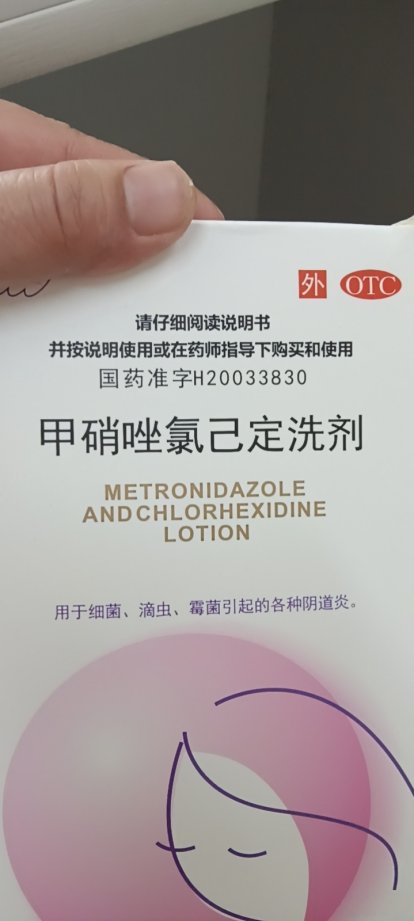 外 OTC
请仔细阅读说明书
并按说明使用或在药师指导下购买和使用
国药准字H20033830
甲硝唑氯己定洗剂
METRONIDAZOLE
AND CHLORHEXIDINE
LOTION
用于细菌、滴虫、霉菌引起的各种阴道炎。